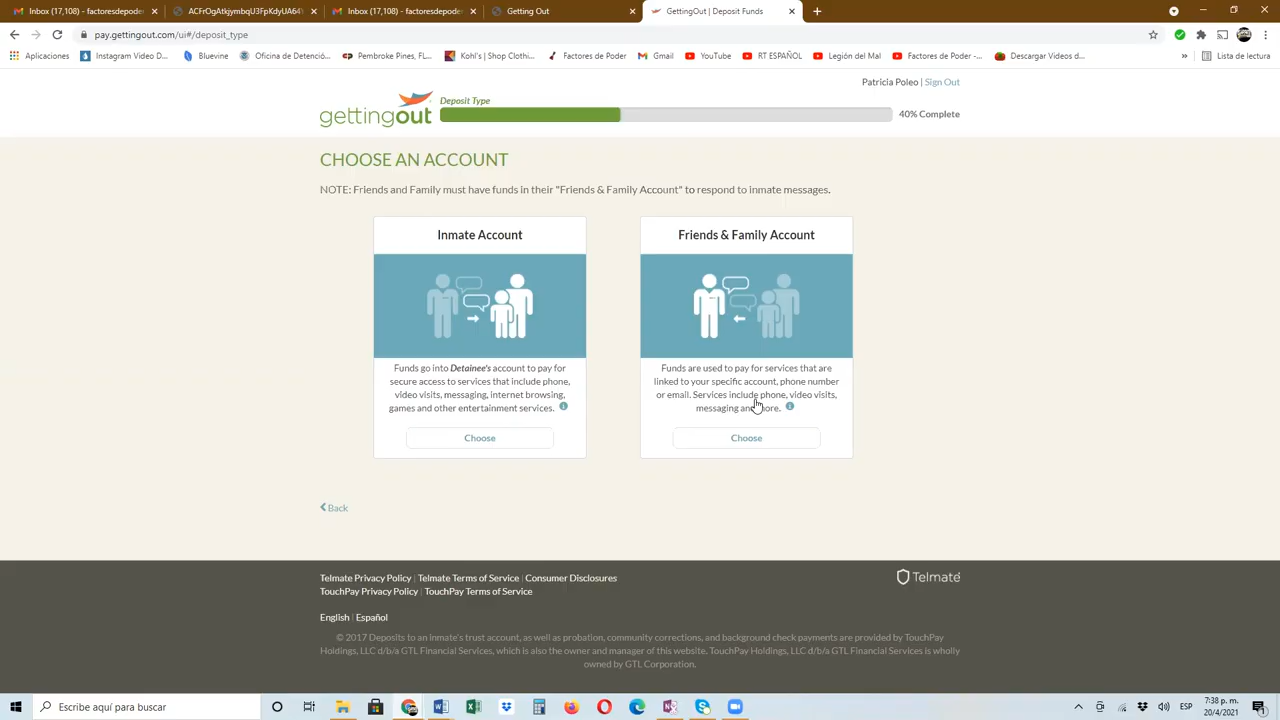 Inbox (17,108) - factoresdepode
ACFrOgAtkjymbqU3FpKdyUA64Y
Inbox (17,108) - factoresdepode
Getting Out
GettingOut | Deposit Funds
pay.gettingout.com/ui#/deposit_type
Aplicaciones
Instagram Video D...
Bluevine
Oficina de Detenció...
Pembroke Pines, FL...
Kohl's | Shop Clothi...
Factores de Poder
Gmail
YouTube
RT ESPAÑOL
Legión del Mal
Factores de Poder -...
Descargar Vídeos d...
»
Lista de lectura
Patricia Poleo | Sign Out
gettingout
Deposit Type
40% Complete
CHOOSE AN ACCOUNT
NOTE: Friends and Family must have funds in their "Friends & Family Account" to respond to inmate messages.
Inmate Account
Funds go into Detainee's account to pay for
secure access to services that include phone,
video visits, messaging, internet browsing,
games and other entertainment services.
Choose
Friends & Family Account
Funds are used to pay for services that are
linked to your specific account, phone number
or email. Services include phone, video visits,
messaging and more.
Choose
Back
Telmate Privacy Policy | Telmate Terms of Service | Consumer Disclosures
TouchPay Privacy Policy | TouchPay Terms of Service
Telmate
English | Español
© 2017 Deposits to an inmate's trust account, as well as probation, community corrections, and background check payments are provided by TouchPay
Holdings, LLC d/b/a GTL Financial Services, which is also the owner and manager of this website. TouchPay Holdings, LLC d/b/a GTL Financial Services is wholly
owned by GTL Corporation.
Escribe aquí para buscar
ESP
7:38 p. m.
20/4/2021